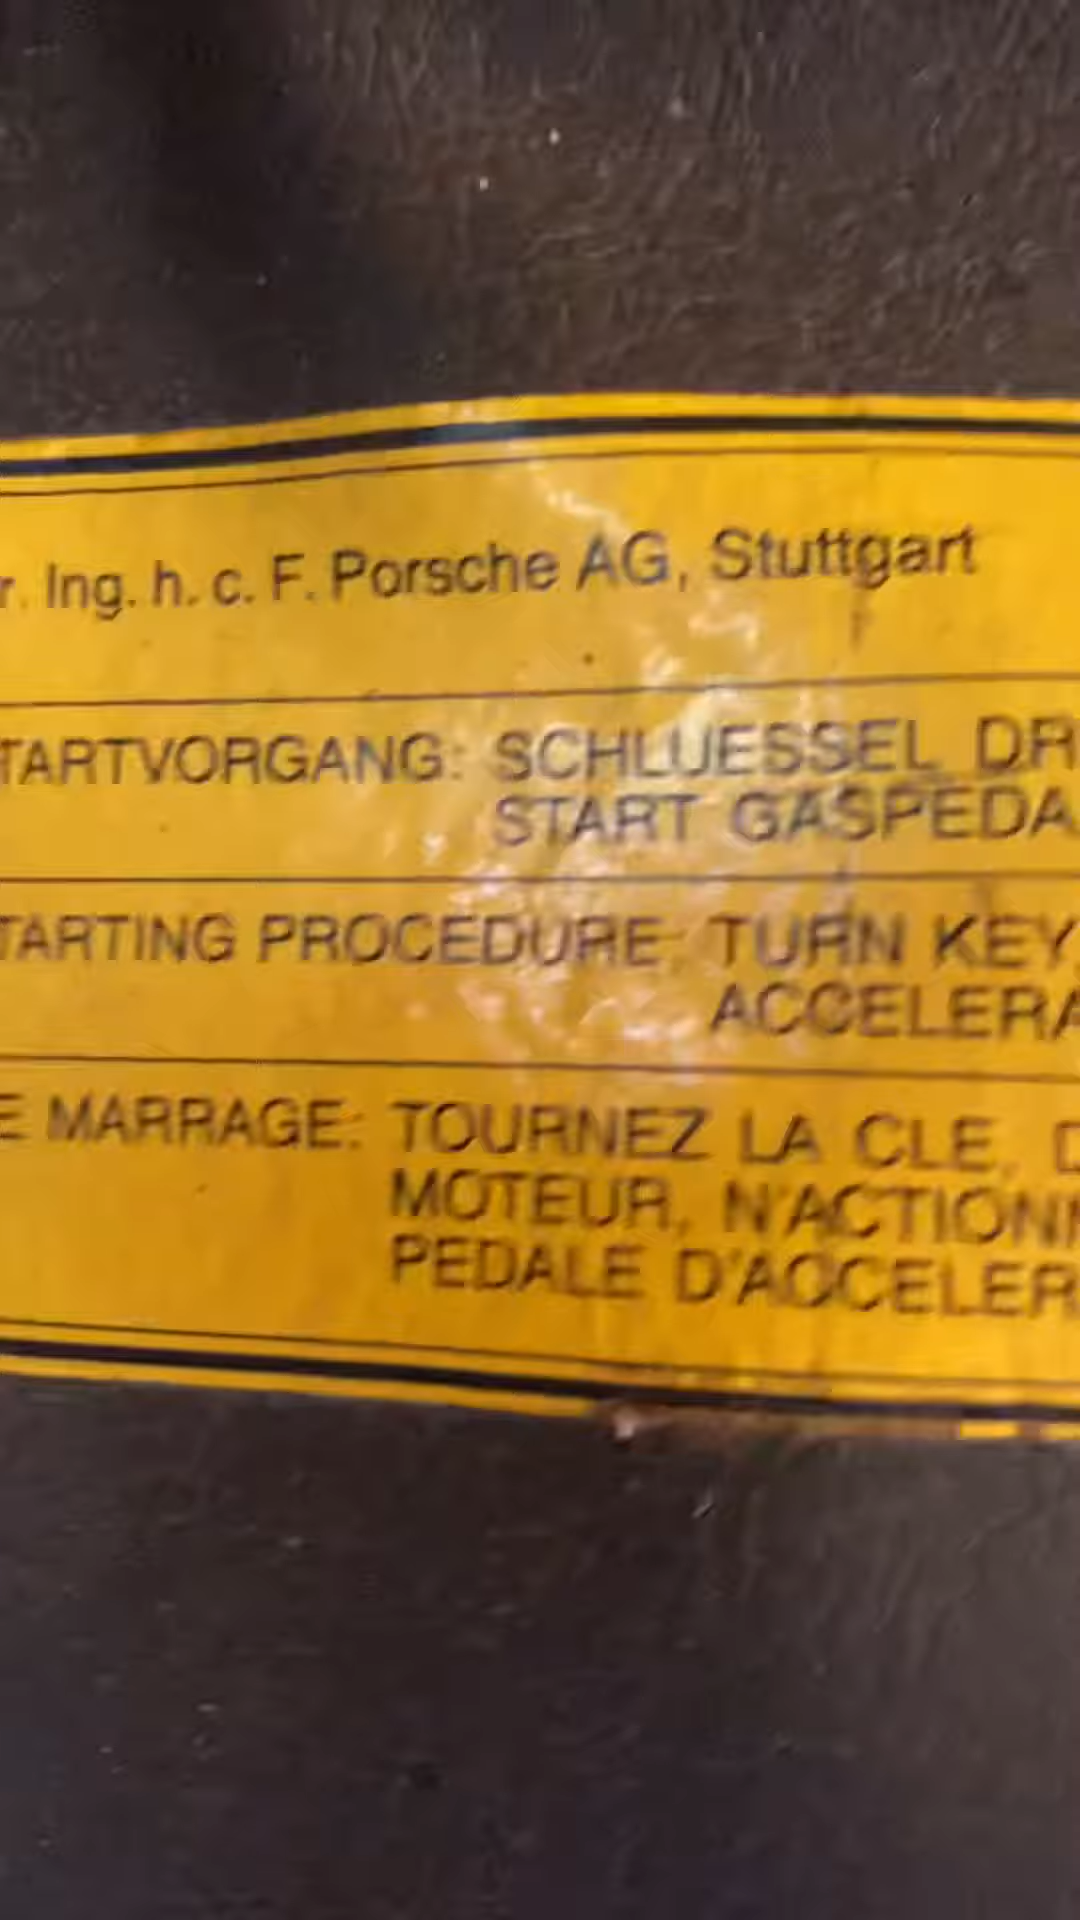 r. Ing. h. c. F. Porsche AG, Stuttgart
TARTVORGANG: SCHLUESSEL DR
START GASPEDA
TARTING PROCEDURE: TURN KEY,
ACCELERA
E MARRAGE: TOURNEZ LA CLE, D
MOTEUR, N'ACTIONN
PEDALE D'ACCELER